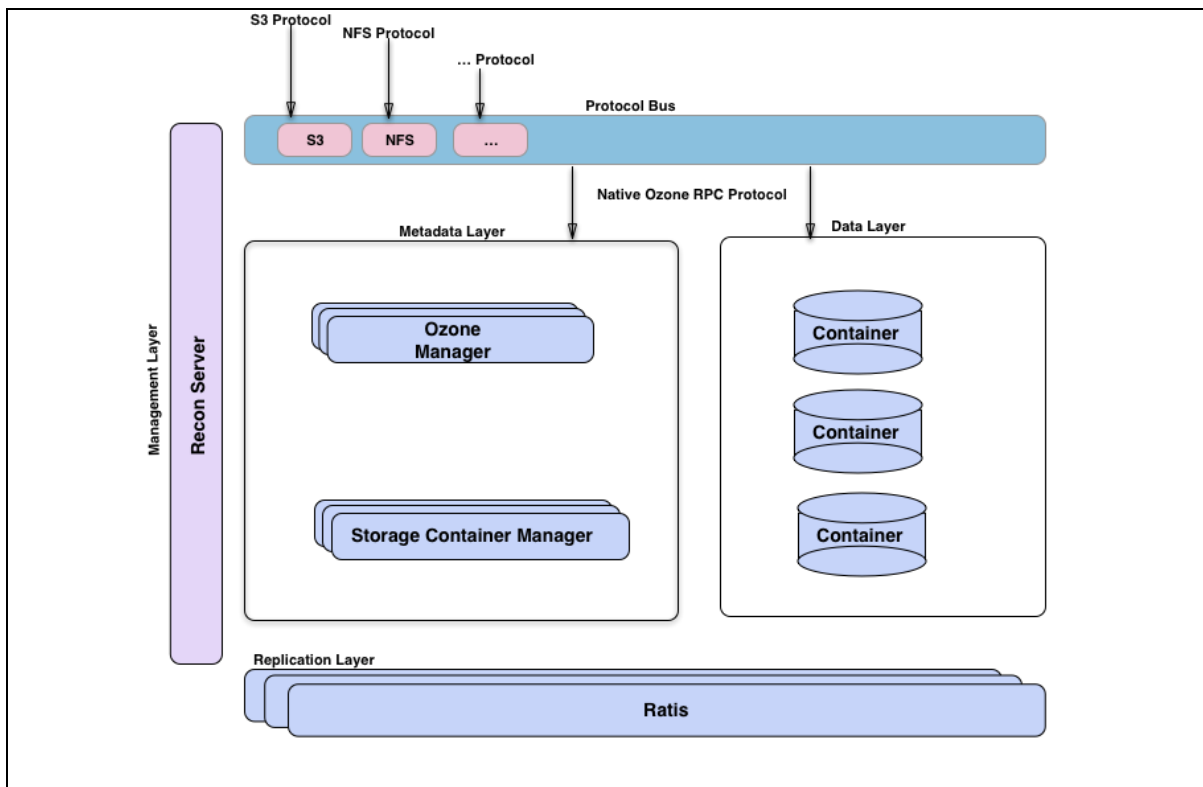 S3 Protocol
NFS Protocol
... Protocol
Protocol Bus
S3
NFS
...
Native Ozone RPC Protocol
Metadata Layer
Data Layer
Management Layer
Recon Server
Ozone
Manager
Container
Container
Storage Container Manager
Container
Replication Layer
Ratis